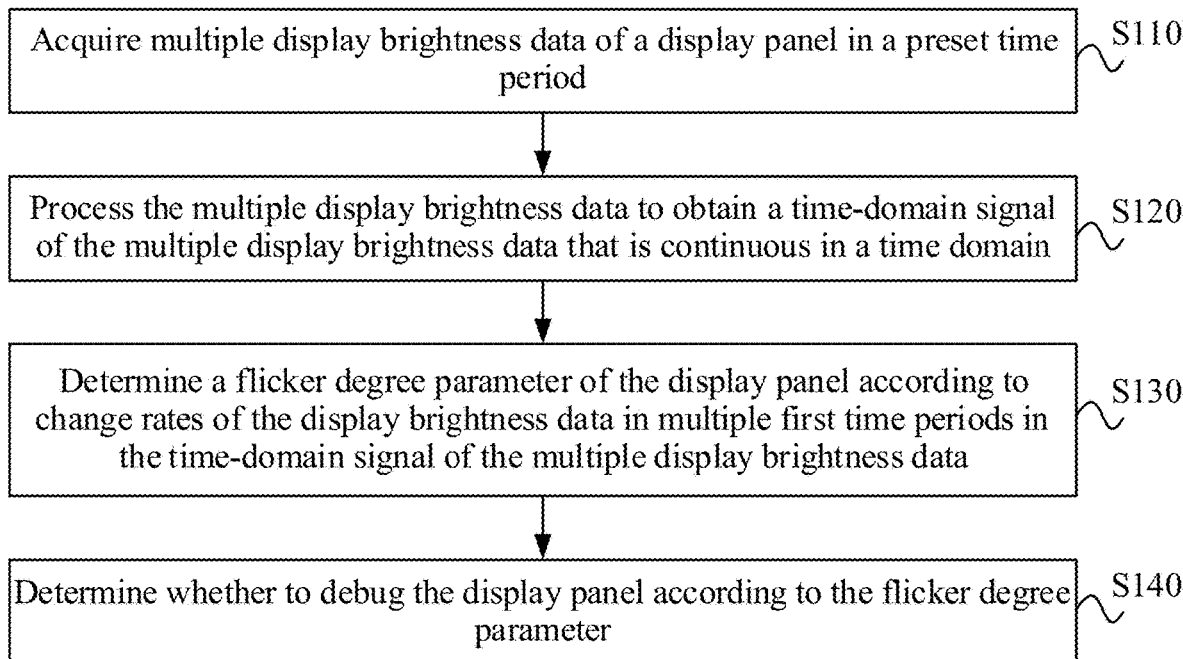 Acquire multiple display brightness data of a display panel in a preset time
period
S110
Process the multiple display brightness data to obtain a time-domain signal
of the multiple display brightness data that is continuous in a time domain
S120
Determine a flicker degree parameter of the display panel according to
change rates of the display brightness data in multiple first time periods in
the time-domain signal of the multiple display brightness data
S130
Determine whether to debug the display panel according to the flicker degree
parameter
S140